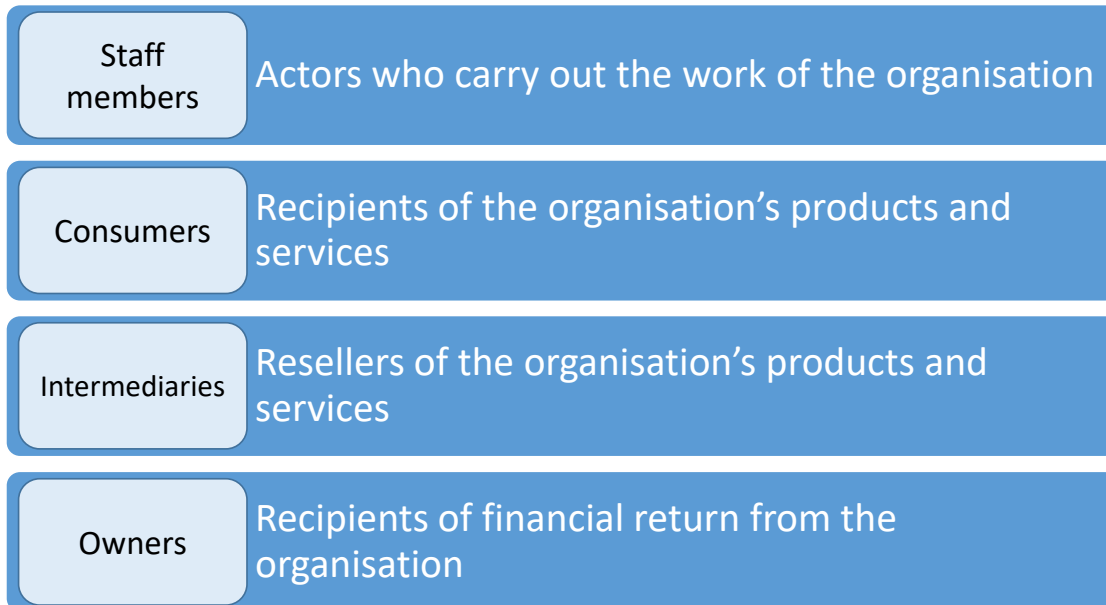 Staff
members
Actors who carry out the work of the organisation
Consumers
Recipients of the organisation’s products and
services
Intermediaries
Resellers of the organisation’s products and
services
Owners
Recipients of financial return from the
organisation